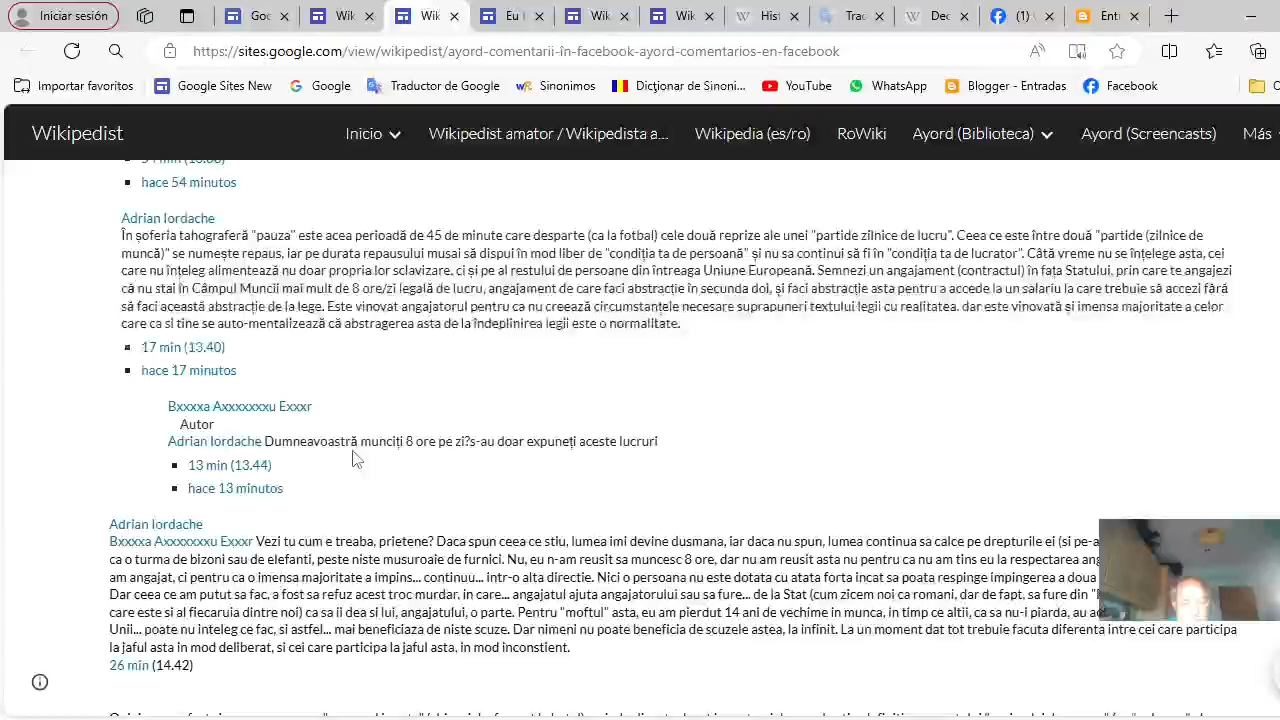 Iniciar sesión
Goc
Wik
Wik
Eu l
Wik
Wik
Hist
Trac
Dec
(1)
Entr
https://sites.google.com/view/wikipedist/ayord-comentarii-în-facebook-ayord-comentarios-en-facebook
Importar favoritos
Google Sites New
Google
Traductor de Google
Sinonimos
Dicționar de Sinoni...
YouTube
WhatsApp
Blogger - Entradas
Facebook
Wikipedist
Inicio
Wikipedist amator / Wikipedista a...
Wikipedia (es/ro)
RoWiki
Ayord (Biblioteca)
Ayord (Screencasts)
Más
hace 54 minutos
Adrian Iordache
În șoferia tahograferă "pauza" este acea perioadă de 45 de minute care desparte (ca la fotbal) cele două reprize ale unei "partide zilnice de lucru". Ceea ce este între două "partide (zilnice de
muncă)" se numește repaus, iar pe durata repausului musai să dispui în mod liber de "condiția ta de persoană" și nu sa continui să fii în "condiția ta de lucrator". Câtă vreme nu se înțelege asta, cei
care nu înțeleg alimentează nu doar propria lor sclavizare, ci și pe al restului de persoane din întreaga Uniune Europeană. Semnezi un angajament (contractul) în fața Statului, prin care te angajezi
că nu stai în Câmpul Muncii mai mult de 8 ore/zi legală de lucru, angajament de care faci abstracție în secunda doi, și faci abstracție asta pentru a accede la un salariu la care trebuie să accezi fără
să faci această abstracție de la lege. Este vinovat angajatorul pentru ca nu creează circumstanțele necesare suprapuneri textului legii cu realitatea, dar este vinovată și imensa majoritate a celor
care ca si tine se auto-mentalizează că abstragerea asta de la îndeplinirea legii este o normalitate.
17 min (13.40)
hace 17 minutos
Bxxxxa Axxxxxxxu Exxxr
Autor
Adrian Iordache Dumneavoastră munciți 8 ore pe zi?s-au doar expuneți aceste lucruri
13 min (13.44)
hace 13 minutos
Adrian Iordache
Bxxxxa Axxxxxxxu Exxxr Vezi tu cum e treaba, prietene? Daca spun ceea ce stiu, lumea imi devine dusmana, iar daca nu spun, lumea continua sa calce pe drepturile ei (si pe-a
ca o turma de bizoni sau de elefanti, peste niste musuroaie de furnici. Nu, eu n-am reusit sa muncesc 8 ore, dar nu am reusit asta nu pentru ca nu am tins eu la respectarea ang
am angajat, ci pentru ca o imensa majoritate a impins... continuu... intr-o alta directie. Nici o persoana nu este dotata cu atata forta incat sa poata respinge impingerea a doua
Dar ceea ce am putut sa fac, a fost sa refuz acest troc murdar, in care... angajatul ajuta angajatorului sau sa fure... de la Stat (cum zicem noi ca romani, dar de fapt, sa fure din "
care este si al fiecaruia dintre noi) ca sa ii dea si lui, angajatului, o parte. Pentru "moftul" asta, eu am pierdut 14 ani de vechime in munca, in timp ce altii, ca sa nu-i piarda, au
Unii... poate nu inteleg ce fac, si astfel... mai beneficiaza de niste scuze. Dar nimeni nu poate beneficia de scuzele astea, la infinit. La un moment dat tot trebuie facuta diferenta intre cei care participa
la jaful asta in mod deliberat, si cei care participa la jaful asta, in mod inconstient.
26 min (14.42)